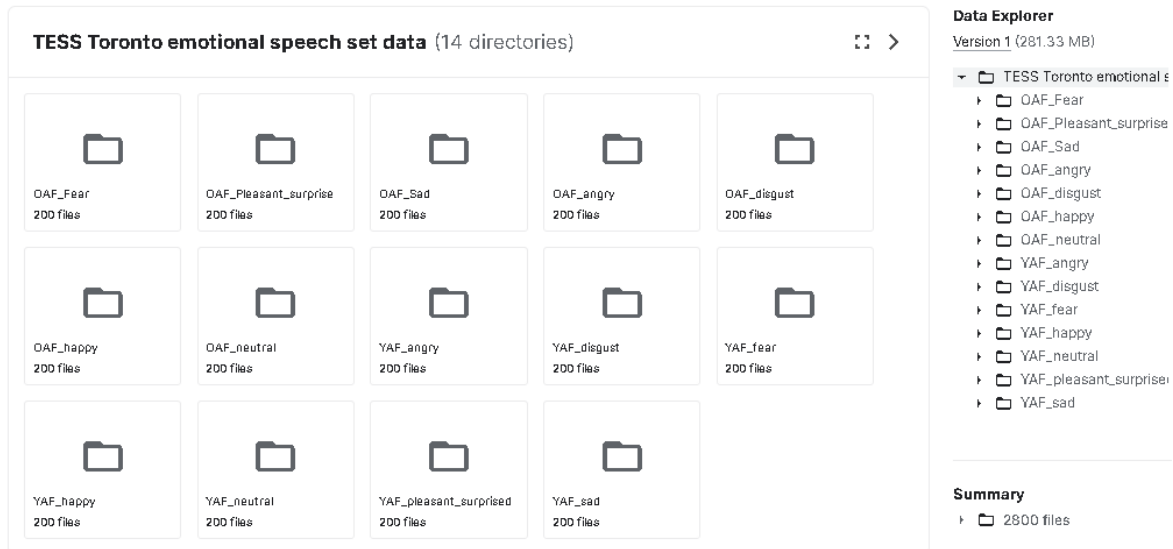 TESS Toronto emotional speech set data (14 directories)
OAF_Fear
200 files
OAF_Pleasant_surprise
200 files
OAF_Sad
200 files
OAF_angry
200 files
OAF_disgust
200 files
OAF_happy
200 files
OAF_neutral
200 files
YAF_angry
200 files
YAF_disgust
200 files
YAF_fear
200 files
YAF_happy
200 files
YAF_neutral
200 files
YAF_pleasant_surprised
200 files
YAF_sad
200 files
Data Explorer
Version 1 (281.33 MB)
TESS Toronto emotional s
OAF_Fear
OAF_Pleasant_surprise
OAF_Sad
OAF_angry
OAF_disgust
OAF_happy
OAF_neutral
YAF_angry
YAF_disgust
YAF_fear
YAF_happy
YAF_neutral
YAF_pleasant_surprise
YAF_sad
Summary
2800 files